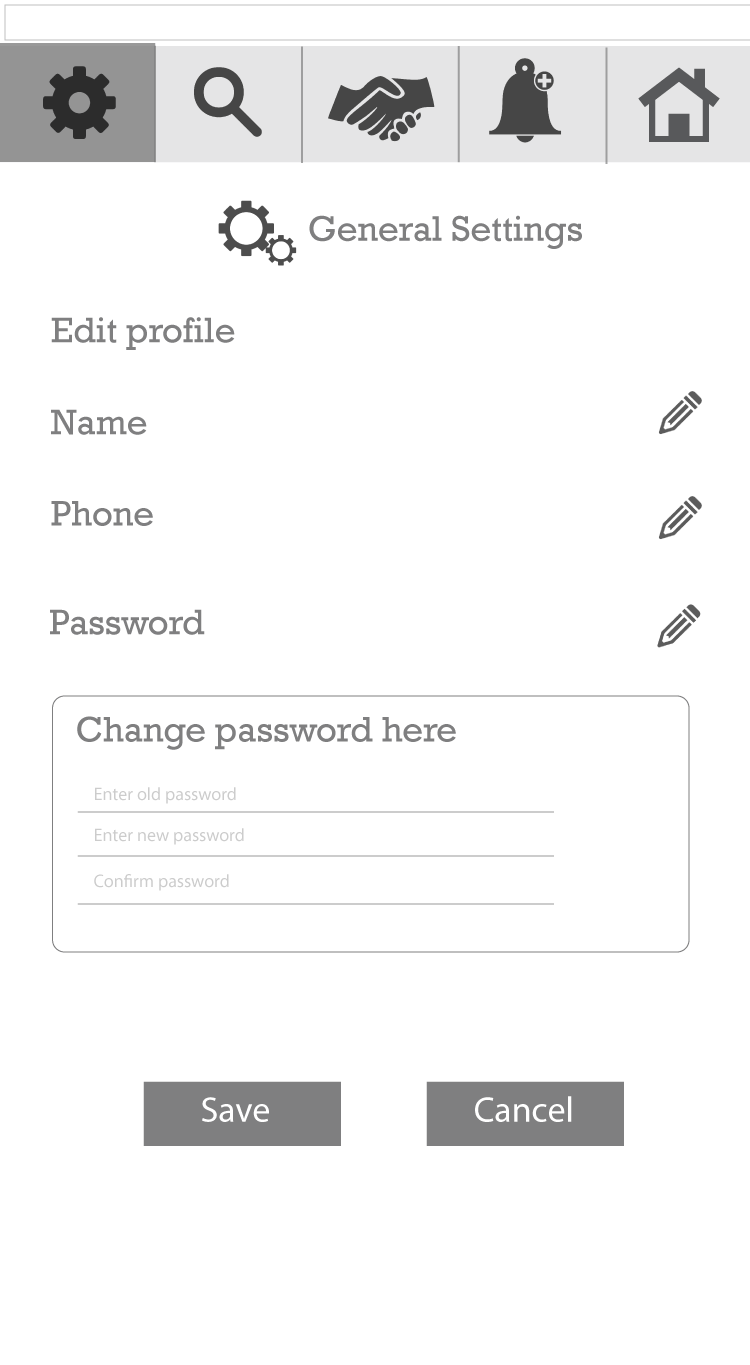 General Settings
Edit profile
Name
Phone
Password
Change password here
Enter old password
Enter new password
Confirm password
Save
Cancel